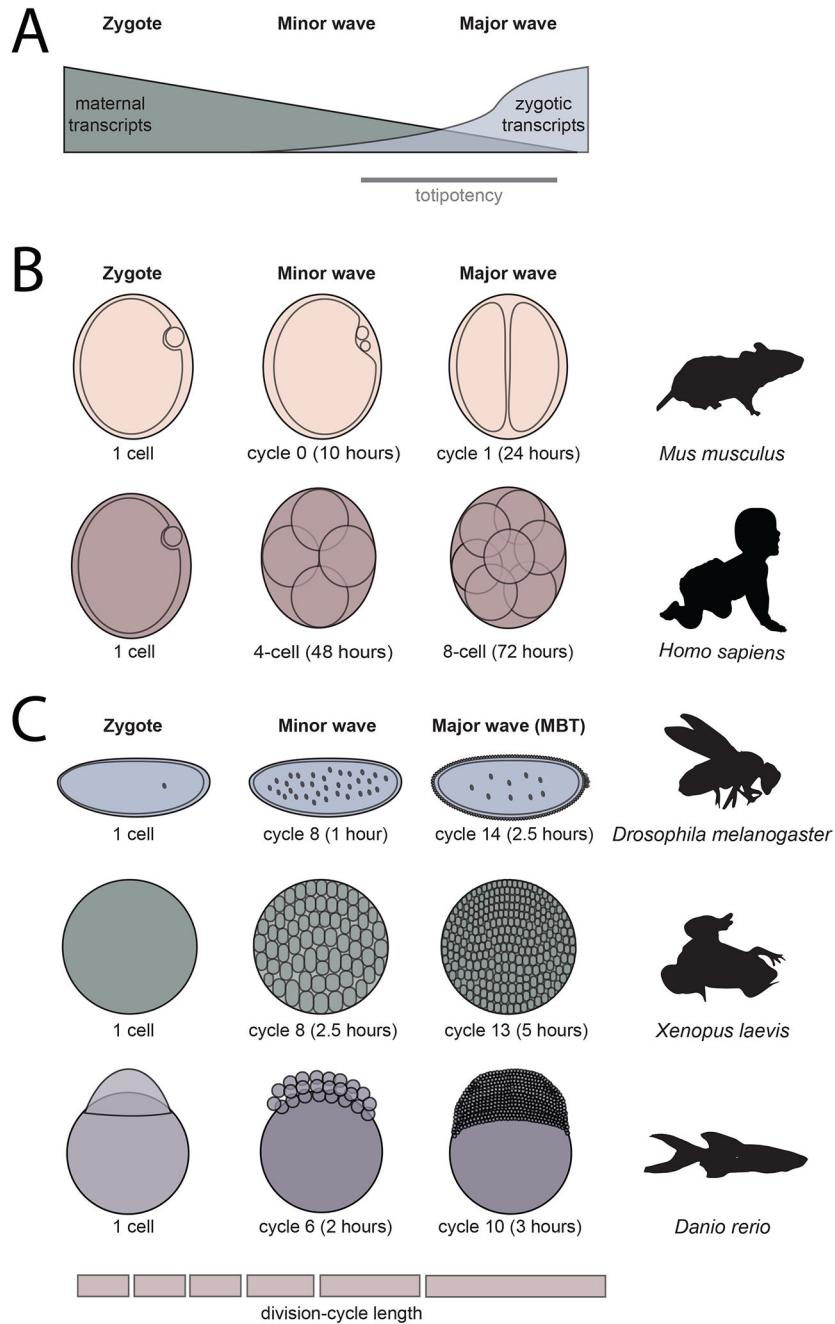 A
Zygote Minor wave Major wave
maternal
transcripts
zygotic
transcripts
totipotency
B
Zygote Minor wave Major wave
1 cell cycle 0 (10 hours) cycle 1 (24 hours) Mus musculus
1 cell 4-cell (48 hours) 8-cell (72 hours) Homo sapiens
C
Zygote Minor wave Major wave (MBT)
1 cell cycle 8 (1 hour) cycle 14 (2.5 hours) Drosophila melanogaster
1 cell cycle 8 (2.5 hours) cycle 13 (5 hours) Xenopus laevis
1 cell cycle 6 (2 hours) cycle 10 (3 hours) Danio rerio
division-cycle length